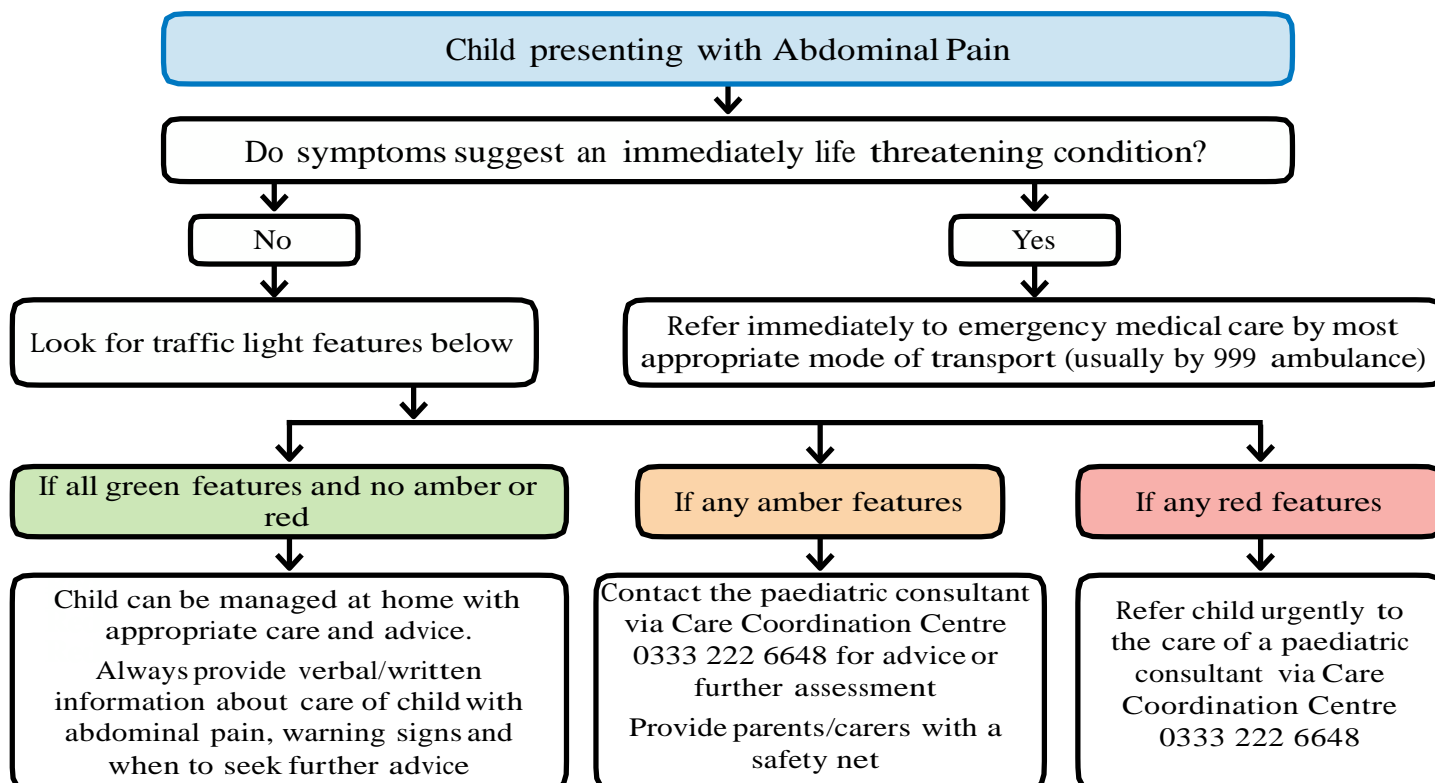 Child presenting with Abdominal Pain
Do symptoms suggest an immediately life threatening condition?
No
Yes
Look for traffic light features below
Refer immediately to emergency medical care by most
appropriate mode of transport (usually by 999 ambulance)
If all green features and no amber or
red
If any amber features
If any red features
Child can be managed at home with
appropriate care and advice.
Always provide verbal/written
information about care of child with
abdominal pain, warning signs and
when to seek further advice
Contact the paediatric consultant
via Care Coordination Centre
0333 222 6648 for advice or
further assessment
Provide parents/carers with a
safety net
Refer child urgently to
the care of a paediatric
consultant via Care
Coordination Centre
0333 222 6648